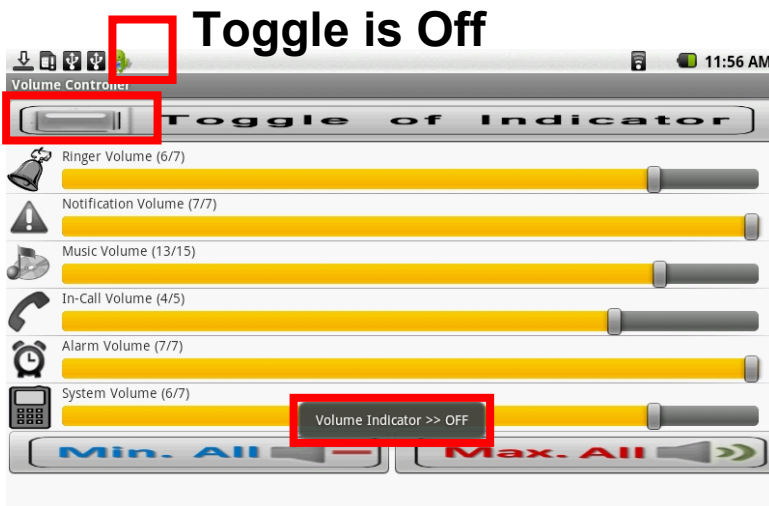 Toggle is Off
11:56 AM
Volume Controller
Toggle of Indicator
Ringer Volume (6/7)
Notification Volume (7/7)
Music Volume (13/15)
In-Call Volume (4/5)
Alarm Volume (7/7)
System Volume (6/7)
Volume Indicator >> OFF
Min. All
Max. All